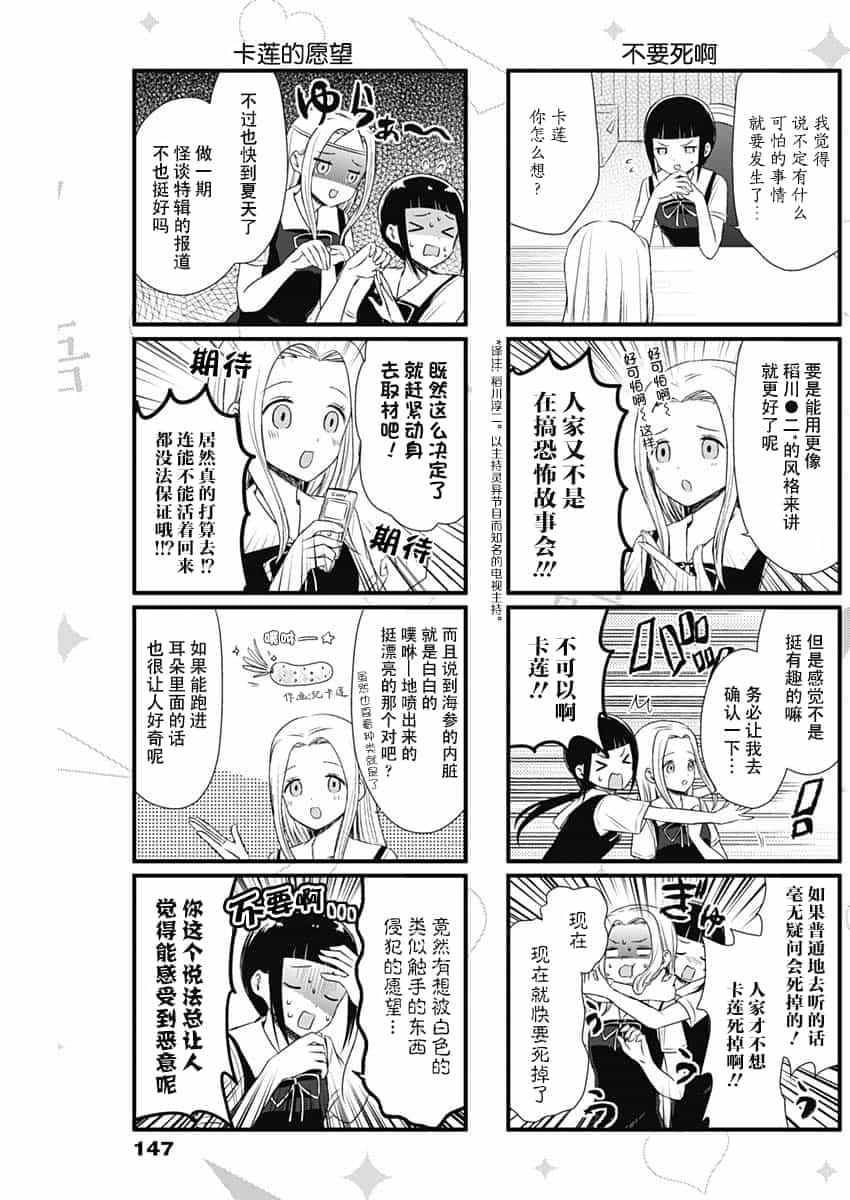 不要死啊
我觉得
说不定有什么
可怕的事情
就要发生了…
卡莲
你怎么想？
要是能用更像
稻川●二*的风格来讲
就更好了呢
好可怕啊～
好可怕啊～这样
人家又不是
在搞恐怖故事会!!!
*译注：稻川淳二。以主持灵异节目而知名的电视主持。
但是感觉不是
挺有趣的嘛
务必让我去
确认一下…
不可以啊
卡莲!!
如果普通地去听的话
毫无疑问会死掉的！
人家才不想
卡莲死掉啊!!
ぎゅ
うう
现在
现在就快要死掉了
卡莲的愿望
不过也快到夏天了
做一期
怪谈特辑的报道
不也挺好吗
ゆらぁ～
既然这么决定了
就赶紧动身
去取材吧！
期待
期待
居然真的打算去!?
连能不能活着回来
都没法保证哦!!?
而且说到海参的内脏
就是白白的
噗咻─地喷出来的
挺漂亮的那个对吧？
虽然也要看种类就是了
噗咻─★
作画:妃卡莲
如果能跑进
耳朵里面的话
也很让人好奇呢
竟然有想被白色的
类似触手的东西
侵犯的愿望…
不要啊…
你这个说法总让人
觉得能感受到恶意呢
147